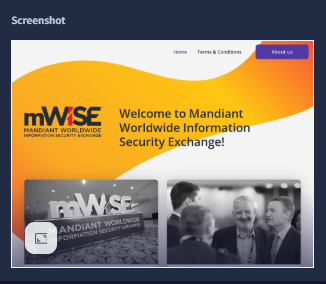 Screenshot
Home Terms & Conditions About us
mWISE
MANDIANT WORLDWIDE
INFORMATION SECURITY EXCHANGE
Welcome to Mandiant
Worldwide Information
Security Exchange!
mWISE
MANDIANT WORLDWIDE
INFORMATION SECURITY EXCHANGE